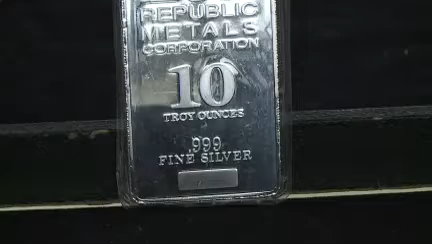 REPUBLIC
METALS
CORPORATION
10
TROY OUNCES
.999
FINE SILVER